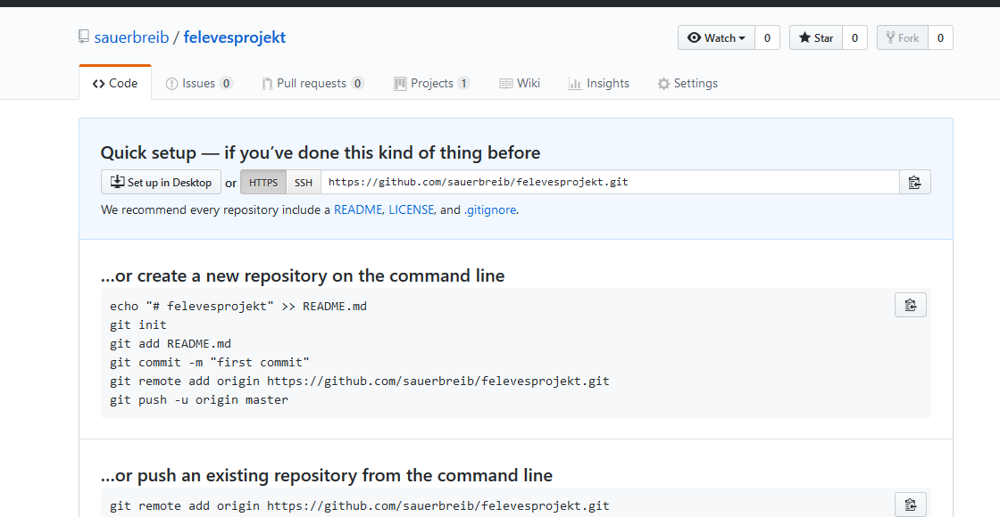 sauerbreib / felevesprojekt
Watch 0 Star 0 Fork 0
Code Issues 0 Pull requests 0 Projects 1 Wiki Insights Settings
Quick setup — if you’ve done this kind of thing before
Set up in Desktop or HTTPS SSH https://github.com/sauerbreib/felevesprojekt.git
We recommend every repository include a README, LICENSE, and .gitignore.
…or create a new repository on the command line
echo "# felevesprojekt" >> README.md
git init
git add README.md
git commit -m "first commit"
git remote add origin https://github.com/sauerbreib/felevesprojekt.git
git push -u origin master
…or push an existing repository from the command line
git remote add origin https://github.com/sauerbreib/felevesprojekt.git